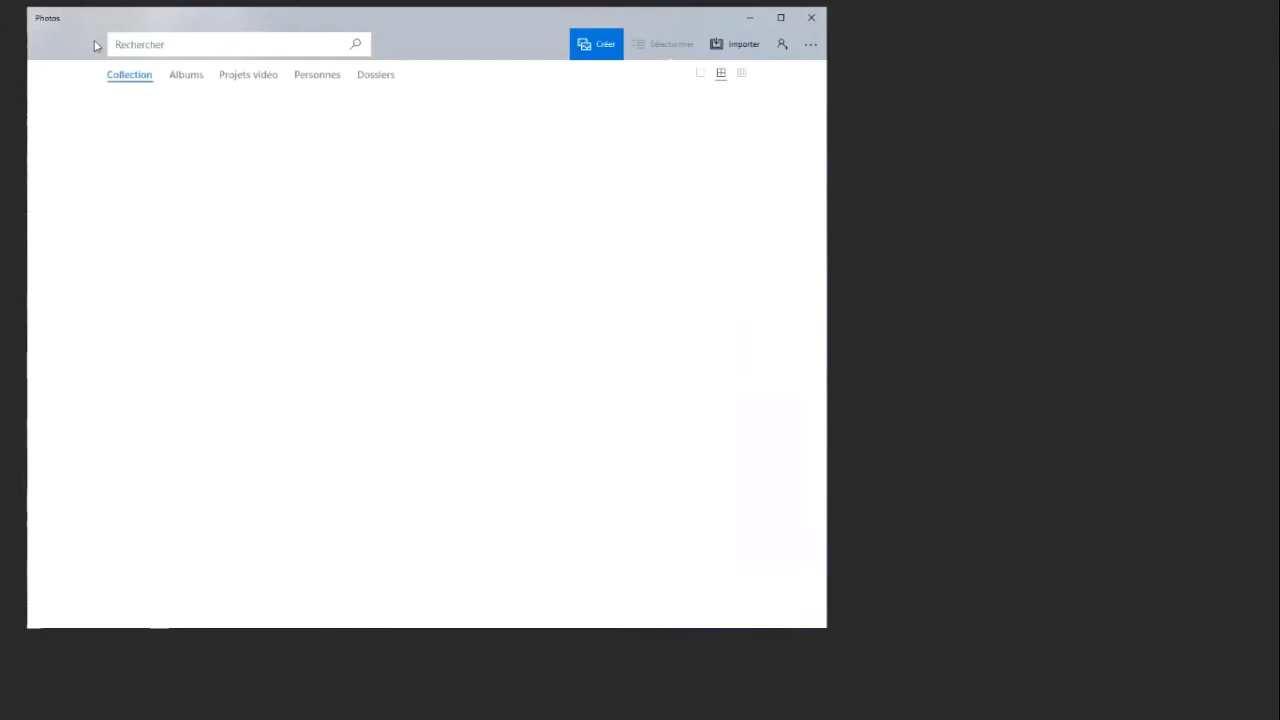 Photos
Rechercher
Créer
Sélectionner
Importer
Collection
Albums
Projets vidéo
Personnes
Dossiers